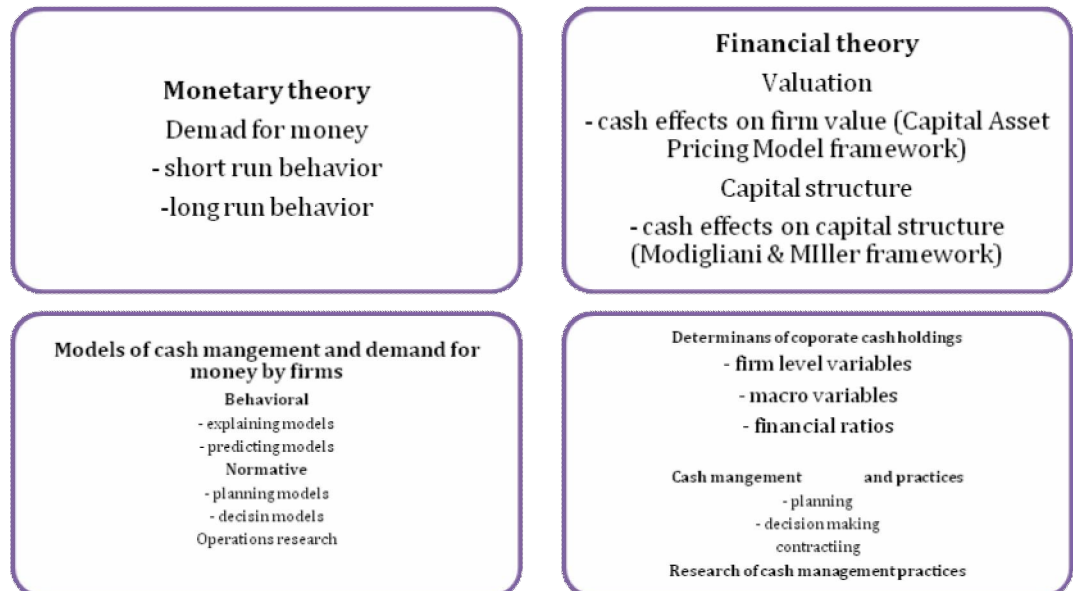 Monetary theory
Demad for money
- short run behavior
-long run behavior
Financial theory
Valuation
- cash effects on firm value (Capital Asset
Pricing Model framework)
Capital structure
- cash effects on capital structure
(Modigliani & MIller framework)
Models of cash mangement and demand for
money by firms
Behavioral
- explaining models
- predicting models
Normative
- planning models
- decisin models
Operations research
Determinans of coporate cash holdings
- firm level variables
- macro variables
- financial ratios
Cash mangement and practices
- planning
- decision making
contractiing
Research of cash management practices